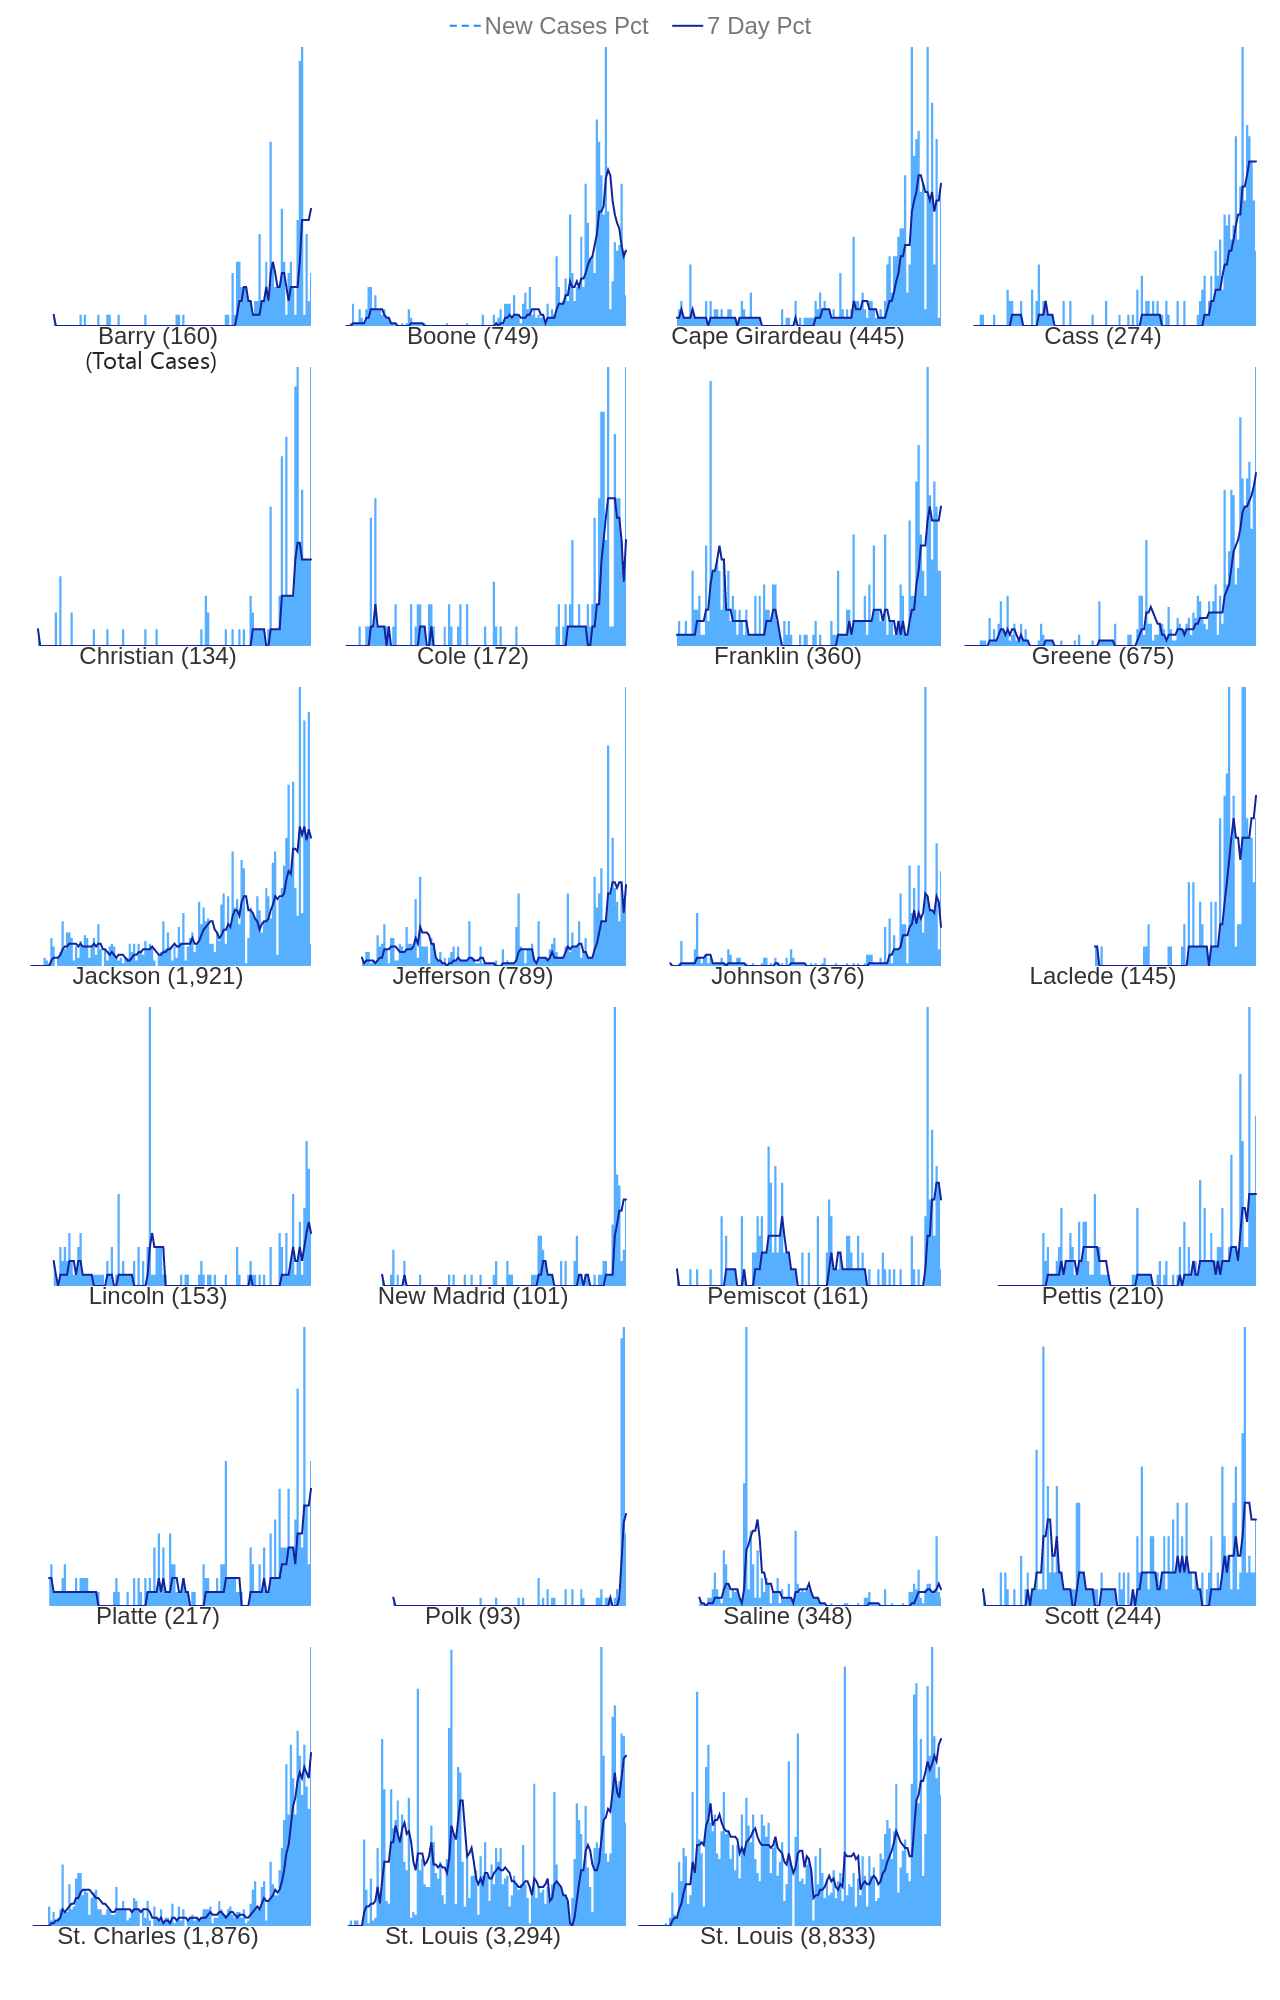 New Cases Pct 7 Day Pct
Barry (160) Boone (749) Cape Girardeau (445) Cass (274)
(Total Cases)
Christian (134) Cole (172) Franklin (360) Greene (675)
Jackson (1,921) Jefferson (789) Johnson (376) Laclede (145)
Lincoln (153) New Madrid (101) Pemiscot (161) Pettis (210)
Platte (217) Polk (93) Saline (348) Scott (244)
St. Charles (1,876) St. Louis (3,294) St. Louis (8,833)